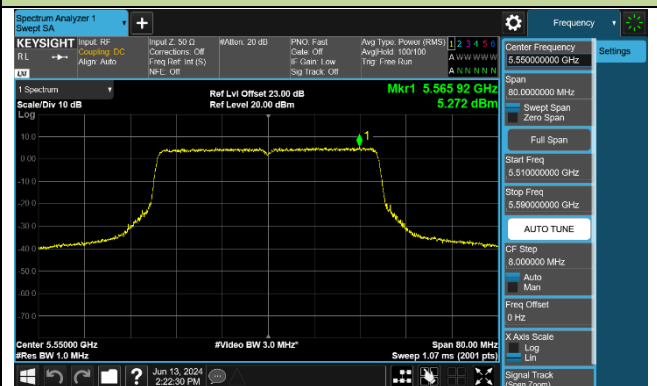 Spectrum Analyzer 1
Swept SA
+
Frequency
KEYSIGHT
RL
LXI
Input: RF
Coupling: DC
Align: Auto
Input Z: 50 Ω
Corrections: Off
Freq Ref: Int (S)
NFE: Off
#Atten: 20 dB
PNO: Fast
Gate: Off
IF Gain: Low
Sig Track: Off
Avg Type: Power (RMS)
Avg|Hold: 100/100
Trig: Free Run
1 2 3 4 5 6
A W W W W W
A N N N N N
1 Spectrum
Scale/Div 10 dB
Log
Ref Lvl Offset 23.00 dB
Ref Level 20.00 dBm
Mkr1 5.565 92 GHz
5.272 dBm
1
10.0
0.00
-10.0
-20.0
-30.0
-40.0
-50.0
-60.0
-70.0
Center 5.55000 GHz
#Res BW 1.0 MHz
#Video BW 3.0 MHz*
Span 80.00 MHz
Sweep 1.07 ms (2001 pts)
Center Frequency
5.550000000 GHz
Settings
Span
80.0000000 MHz
Swept Span
Zero Span
Full Span
Start Freq
5.510000000 GHz
Stop Freq
5.590000000 GHz
AUTO TUNE
CF Step
8.000000 MHz
Auto
Man
Freq Offset
0 Hz
X Axis Scale
Log
Lin
Signal Track
(Span Zoom)
?
Jun 13, 2024
2:22:30 PM